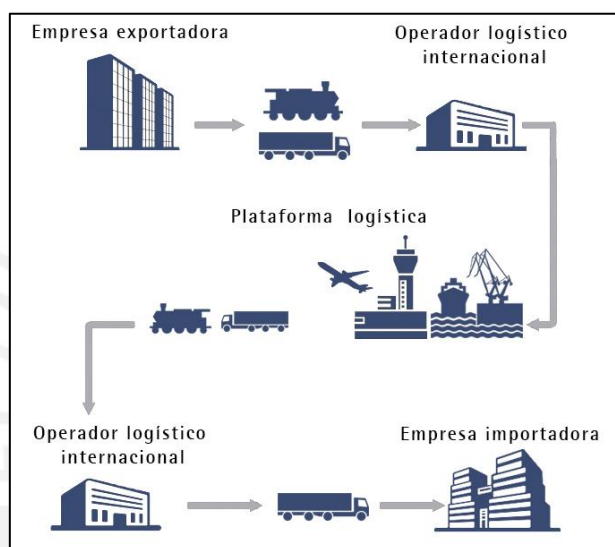 Empresa exportadora
Operador logístico
internacional
Plataforma logística
Operador logístico
internacional
Empresa importadora